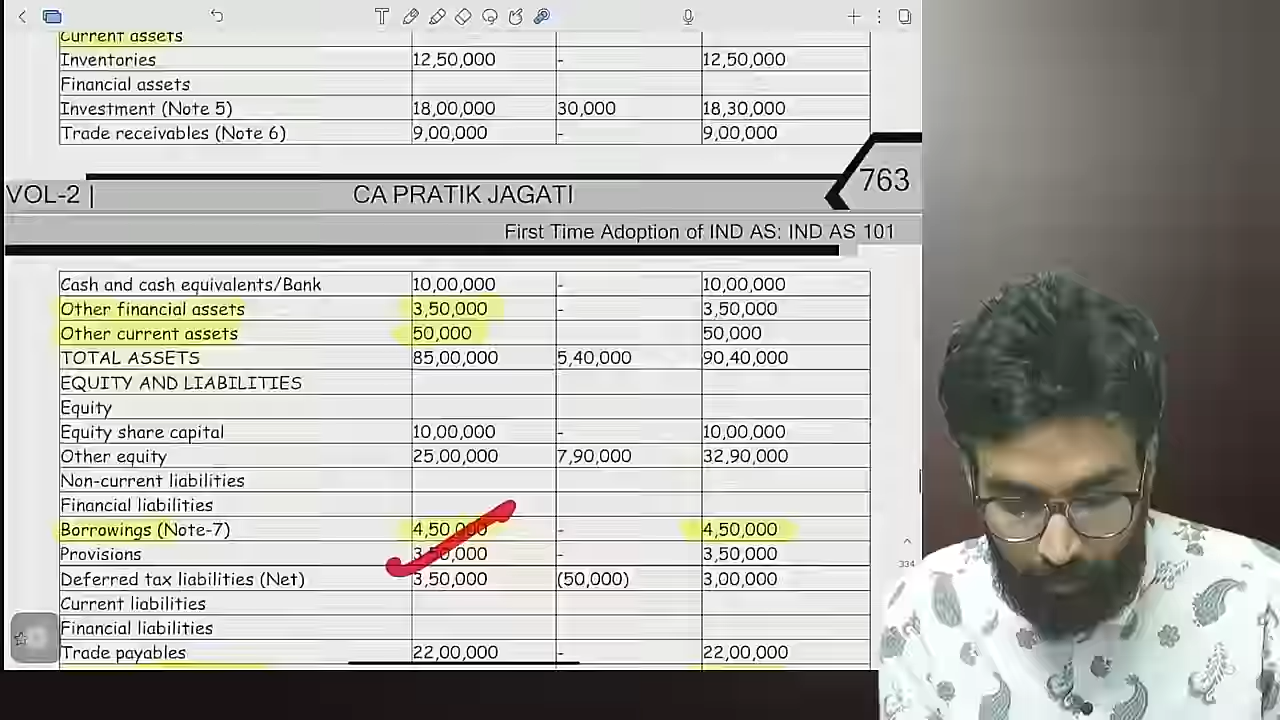 Current assets
Inventories 12,50,000 - 12,50,000
Financial assets
Investment (Note 5) 18,00,000 30,000 18,30,000
Trade receivables (Note 6) 9,00,000 - 9,00,000
VOL-2 | CA PRATIK JAGATI 763
First Time Adoption of IND AS: IND AS 101
Cash and cash equivalents/Bank 10,00,000 - 10,00,000
Other financial assets 3,50,000 - 3,50,000
Other current assets 50,000 50,000
TOTAL ASSETS 85,00,000 5,40,000 90,40,000
EQUITY AND LIABILITIES
Equity
Equity share capital 10,00,000 - 10,00,000
Other equity 25,00,000 7,90,000 32,90,000
Non-current liabilities
Financial liabilities
Borrowings (Note-7) 4,50,000 - 4,50,000
Provisions 3,50,000 - 3,50,000
Deferred tax liabilities (Net) 3,50,000 (50,000) 3,00,000
Current liabilities
Financial liabilities
Trade payables 22,00,000 - 22,00,000
334